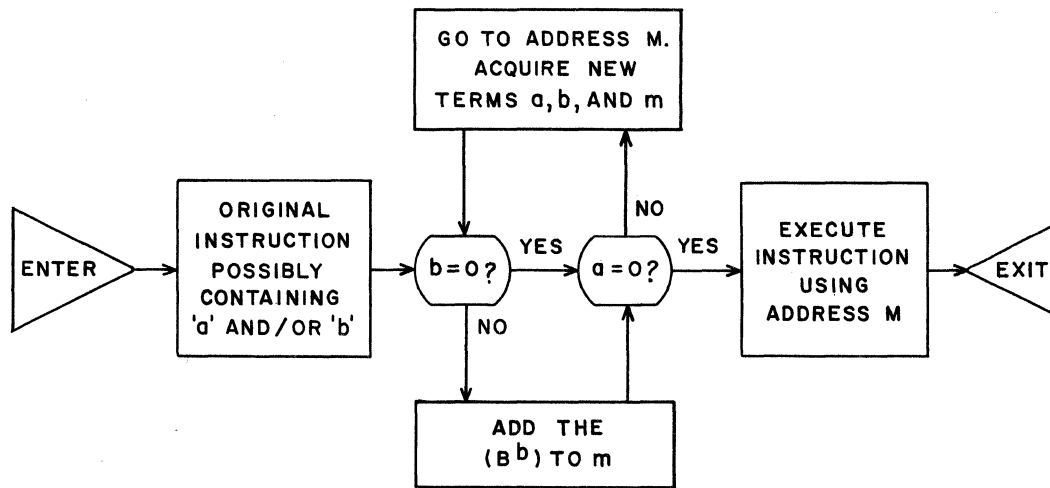 GO TO ADDRESS M.
ACQUIRE NEW
TERMS a, b, AND m
NO
ENTER
ORIGINAL
INSTRUCTION
POSSIBLY
CONTAINING
'a' AND/OR 'b'
b=0?
YES
a=0?
YES
EXECUTE
INSTRUCTION
USING
ADDRESS M
EXIT
NO
ADD THE
(Bᵇ) TO m